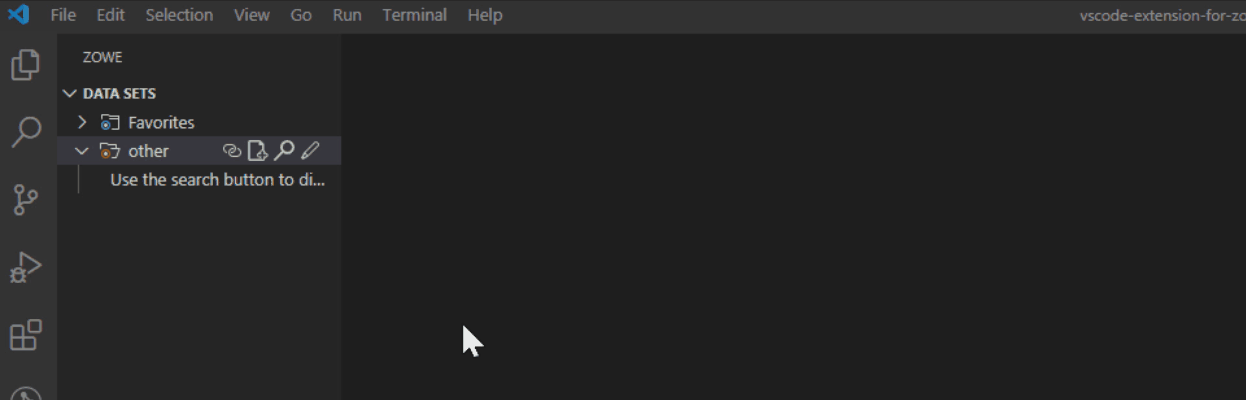 File Edit Selection View Go Run Terminal Help vscode-extension-for-zo
ZOWE
DATA SETS
Favorites
other
Use the search button to di...